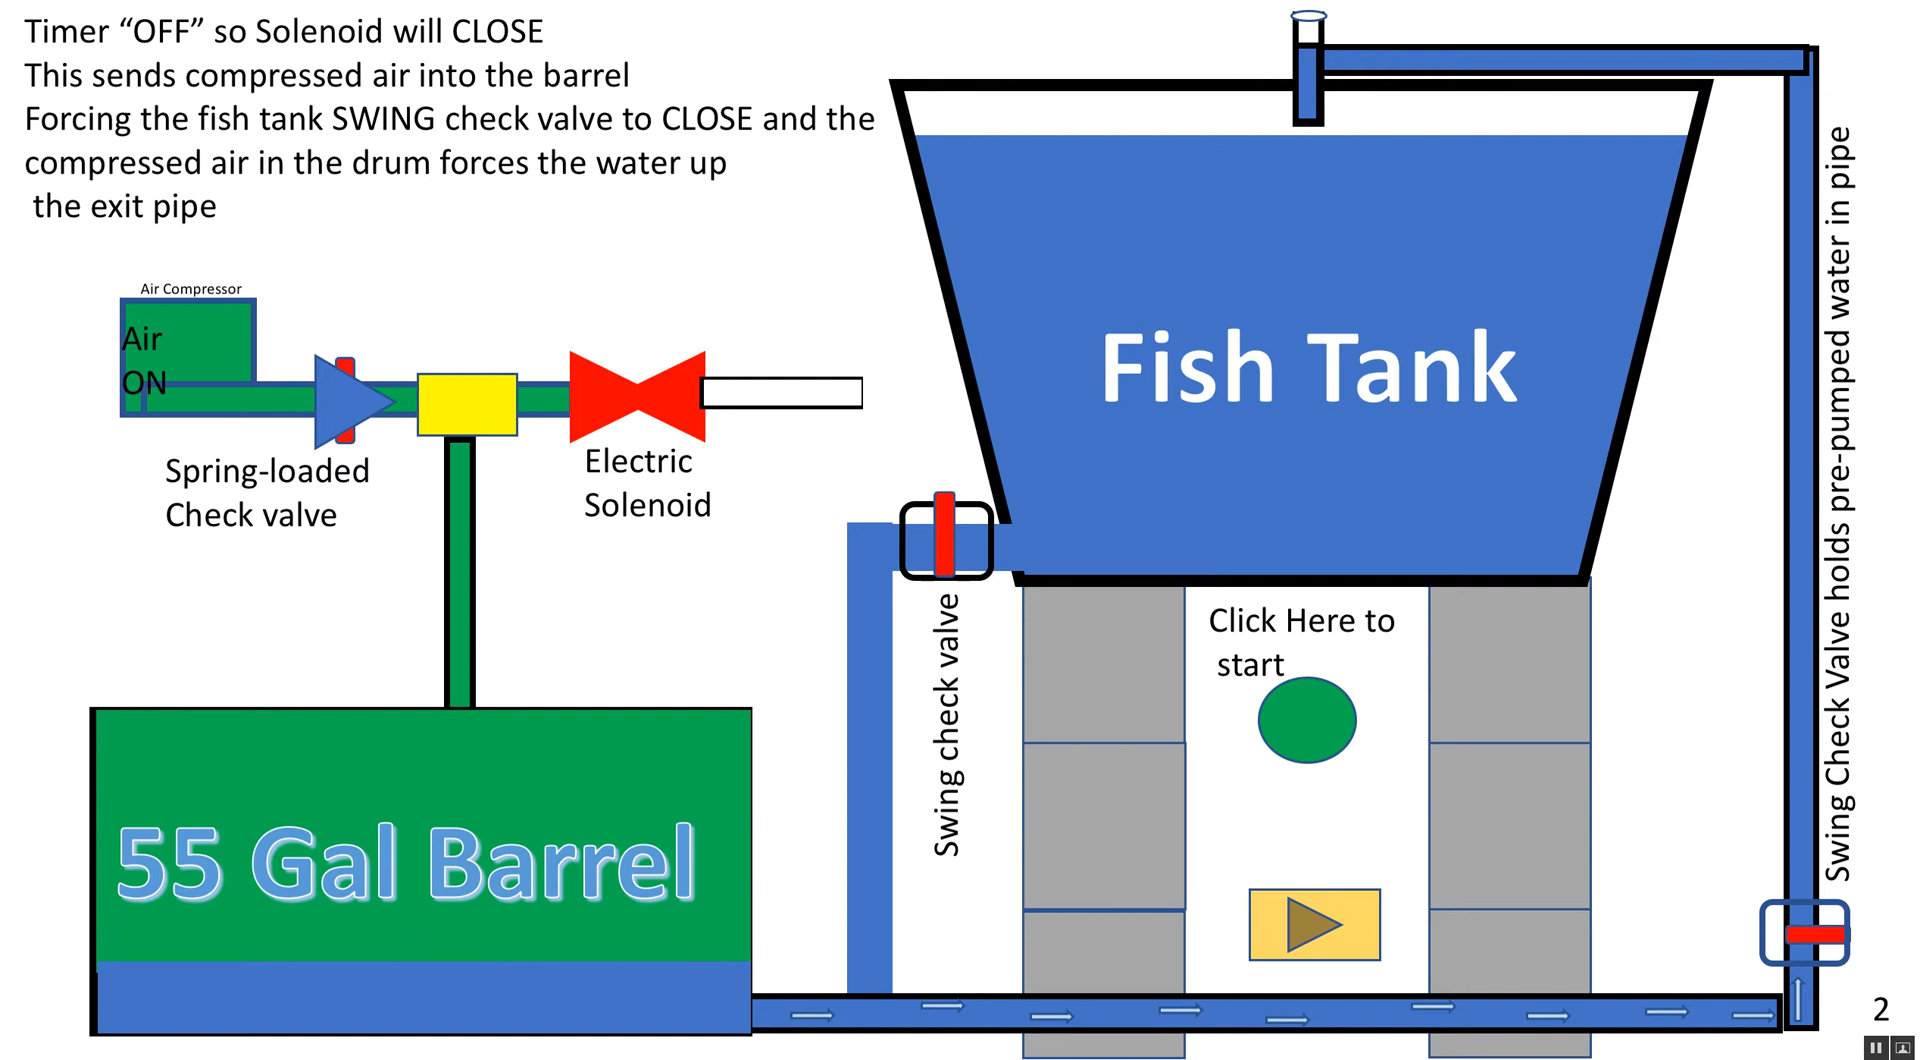 Timer “OFF” so Solenoid will CLOSE
This sends compressed air into the barrel
Forcing the fish tank SWING check valve to CLOSE and the
compressed air in the drum forces the water up
the exit pipe
Air Compressor
Air
ON
Spring-loaded
Check valve
Electric
Solenoid
Fish Tank
Swing check valve
Swing Check Valve holds pre-pumped water in pipe
Click Here to
start
55 Gal Barrel
2